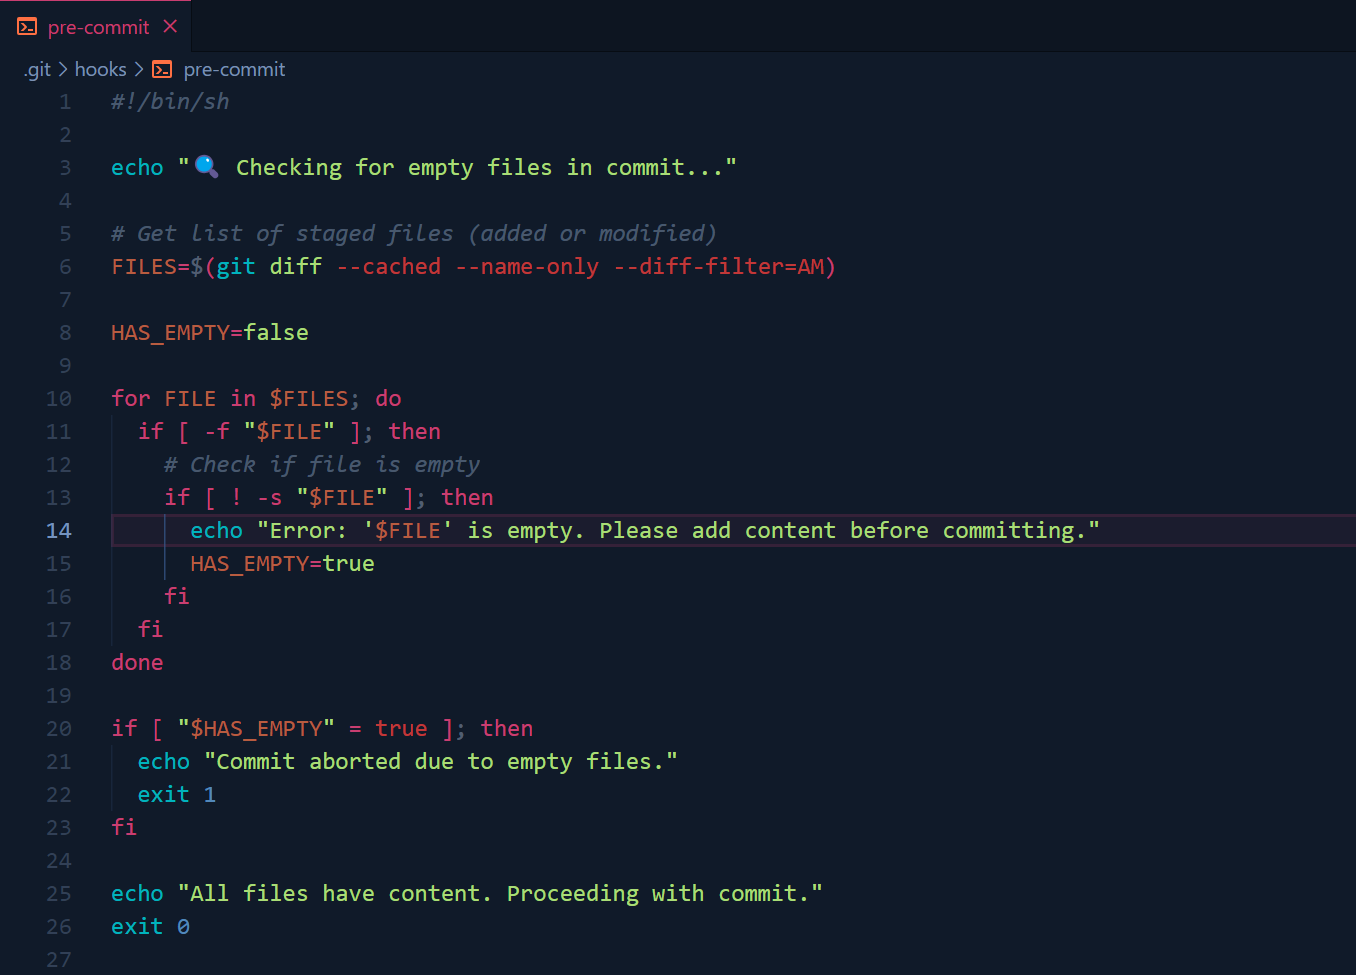 pre-commit
.git > hooks > pre-commit
1 #!/bin/sh
2
3 echo "🔍 Checking for empty files in commit..."
4
5 # Get list of staged files (added or modified)
6 FILES=$(git diff --cached --name-only --diff-filter=AM)
7
8 HAS_EMPTY=false
9
10 for FILE in $FILES; do
11   if [ -f "$FILE" ]; then
12     # Check if file is empty
13     if [ ! -s "$FILE" ]; then
14       echo "Error: '$FILE' is empty. Please add content before committing."
15       HAS_EMPTY=true
16     fi
17   fi
18 done
19
20 if [ "$HAS_EMPTY" = true ]; then
21   echo "Commit aborted due to empty files."
22   exit 1
23 fi
24
25 echo "All files have content. Proceeding with commit."
26 exit 0
27